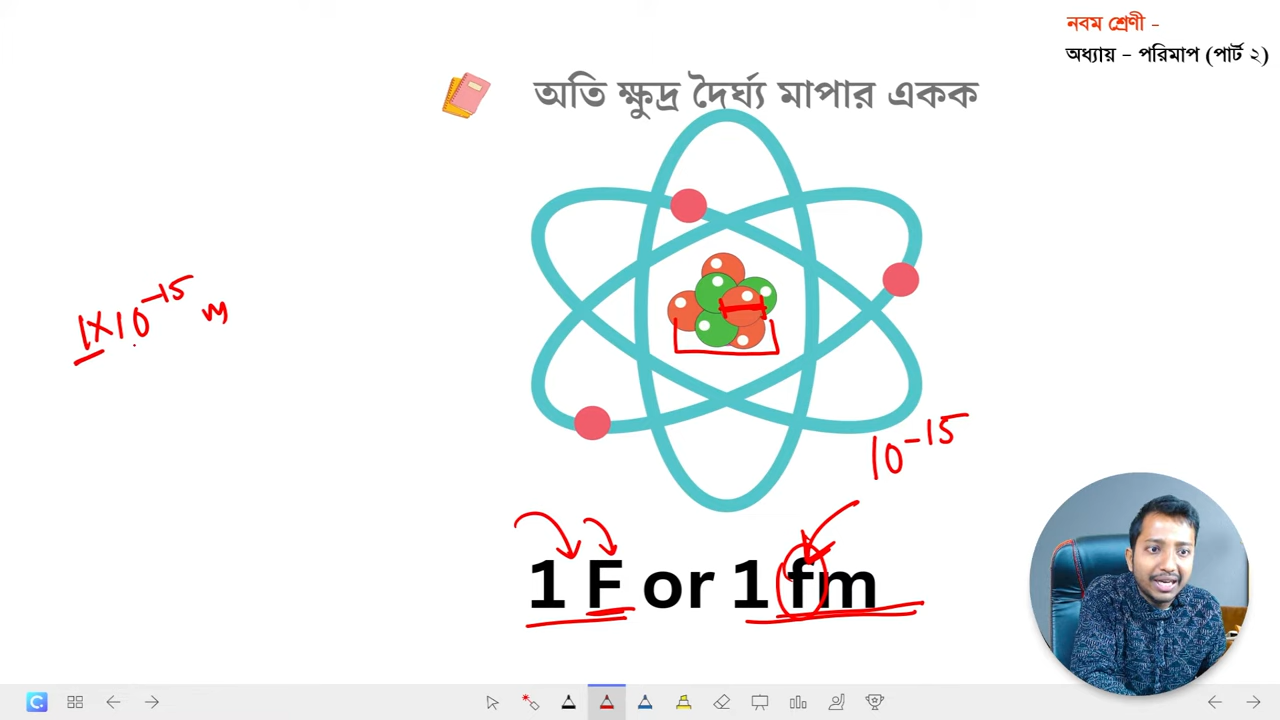 নবম শ্রেণী -
অধ্যায় - পরিমাপ (পার্ট ২)
অতি ক্ষুদ্র দৈর্ঘ্য মাপার একক
1×10⁻¹⁵ m
10⁻¹⁵
1 F or 1 fm